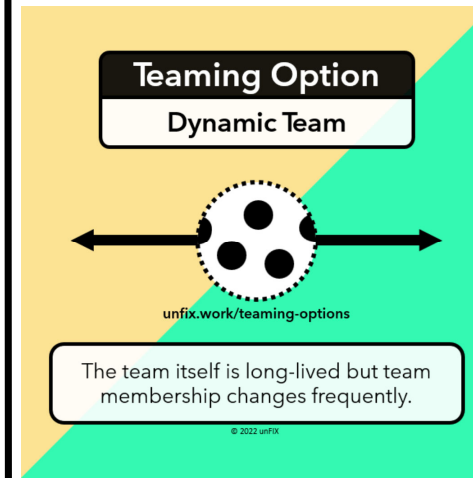 Teaming Option
Dynamic Team
unfix.work/teaming-options
The team itself is long-lived but team
membership changes frequently.
© 2022 unFIX